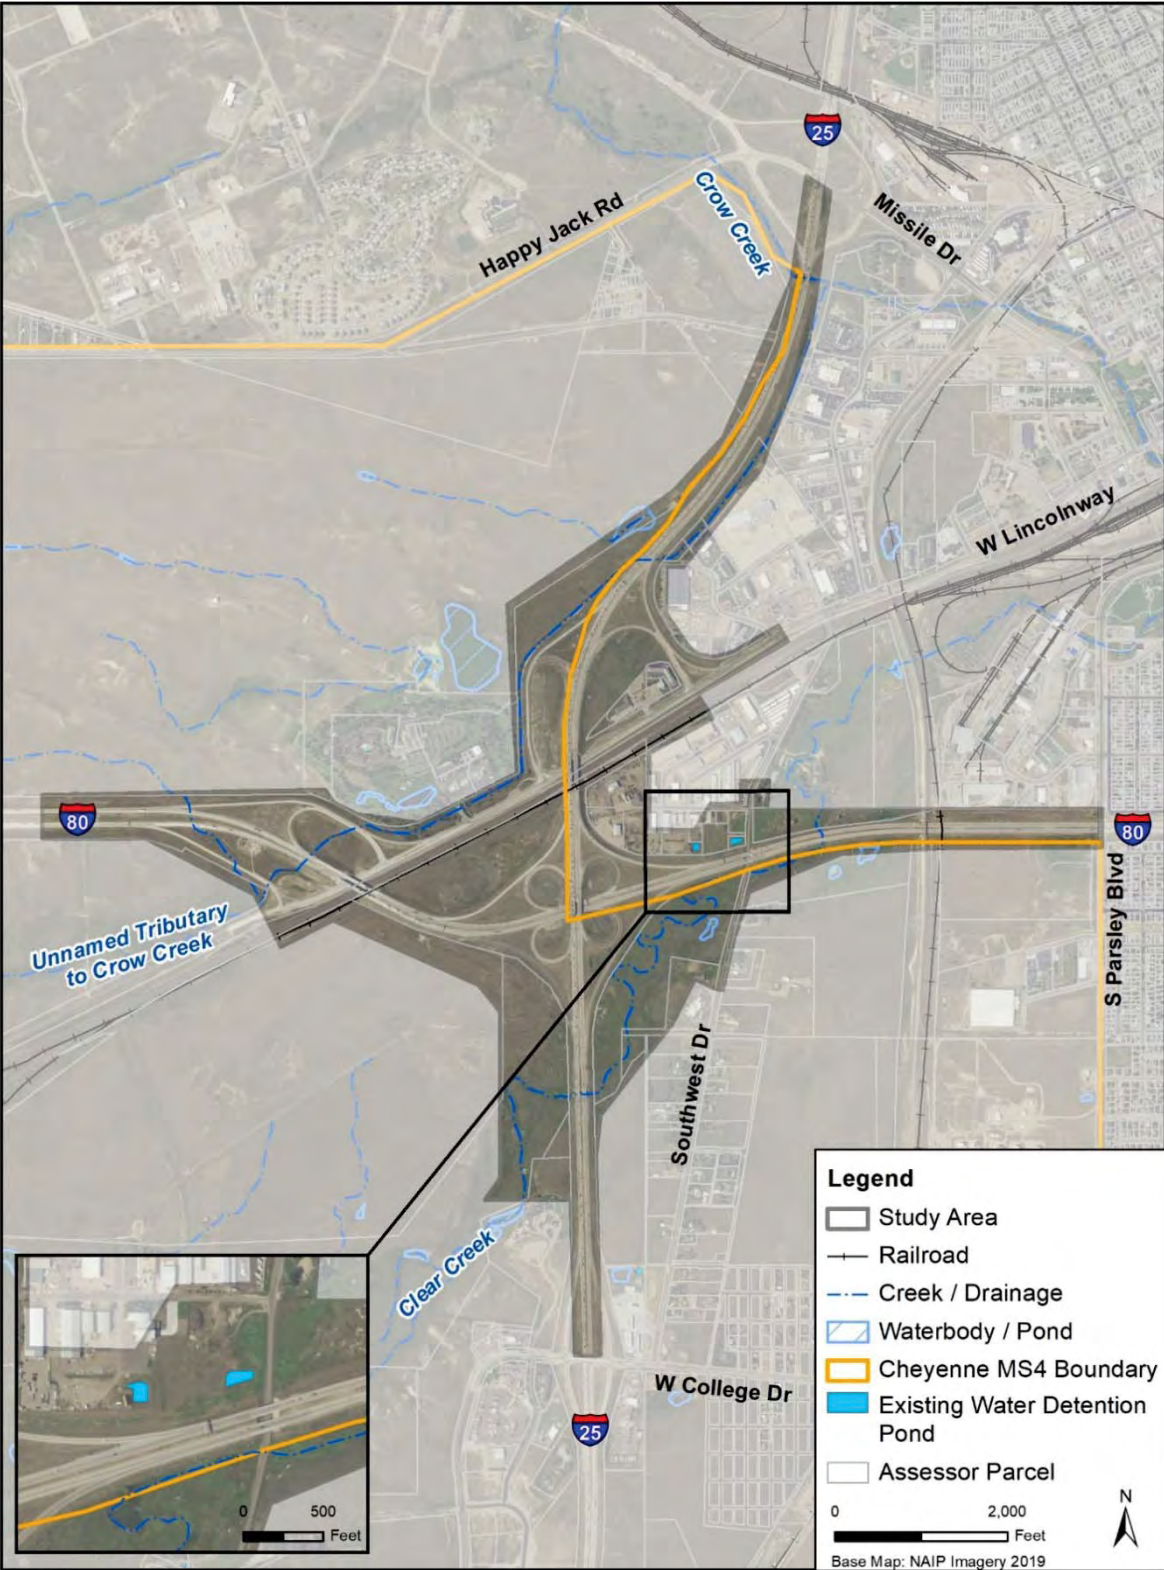 25
Crow Creek
Missile Dr
Happy Jack Rd
W Lincolnway
80
80
S Parsley Blvd
Unnamed Tributary
to Crow Creek
Southwest Dr
Clear Creek
W College Dr
25
0 500
Feet
Legend
Study Area
Railroad
Creek / Drainage
Waterbody / Pond
Cheyenne MS4 Boundary
Existing Water Detention
Pond
Assessor Parcel
0 2,000
Feet
N
Base Map: NAIP Imagery 2019